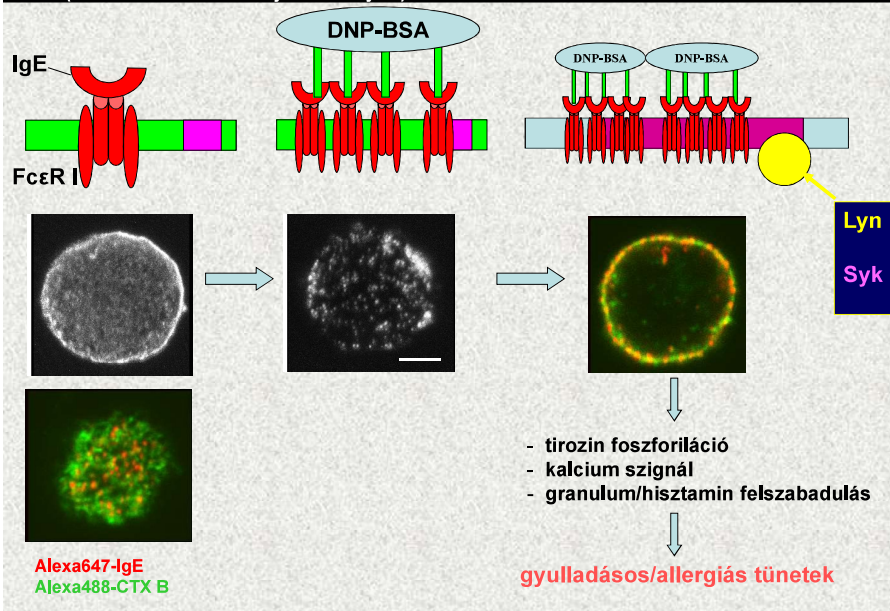 DNP-BSA
IgE
DNP-BSA
DNP-BSA
FcεR I
Lyn
Syk
- tirozin foszforiláció
- kalcium szignál
- granulum/hisztamin felszabadulás
Alexa647-IgE
Alexa488-CTX B
gyulladásos/allergiás tünetek